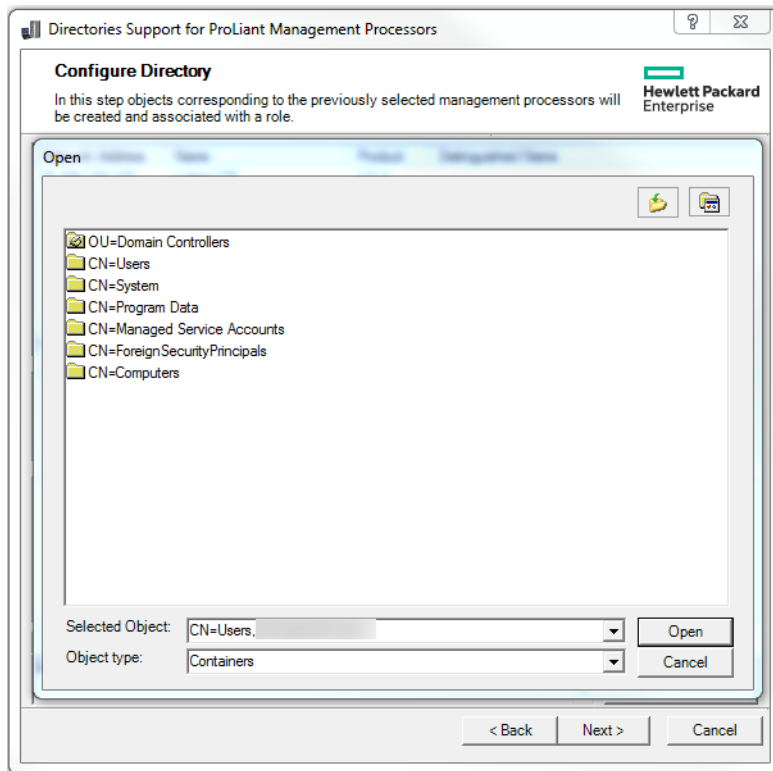 Directories Support for ProLiant Management Processors
Configure Directory
In this step objects corresponding to the previously selected management processors will
be created and associated with a role.
Hewlett Packard
Enterprise
Open
OU=Domain Controllers
CN=Users
CN=System
CN=Program Data
CN=Managed Service Accounts
CN=ForeignSecurityPrincipals
CN=Computers
Selected Object:
CN=Users,
Open
Object type:
Containers
Cancel
< Back
Next >
Cancel